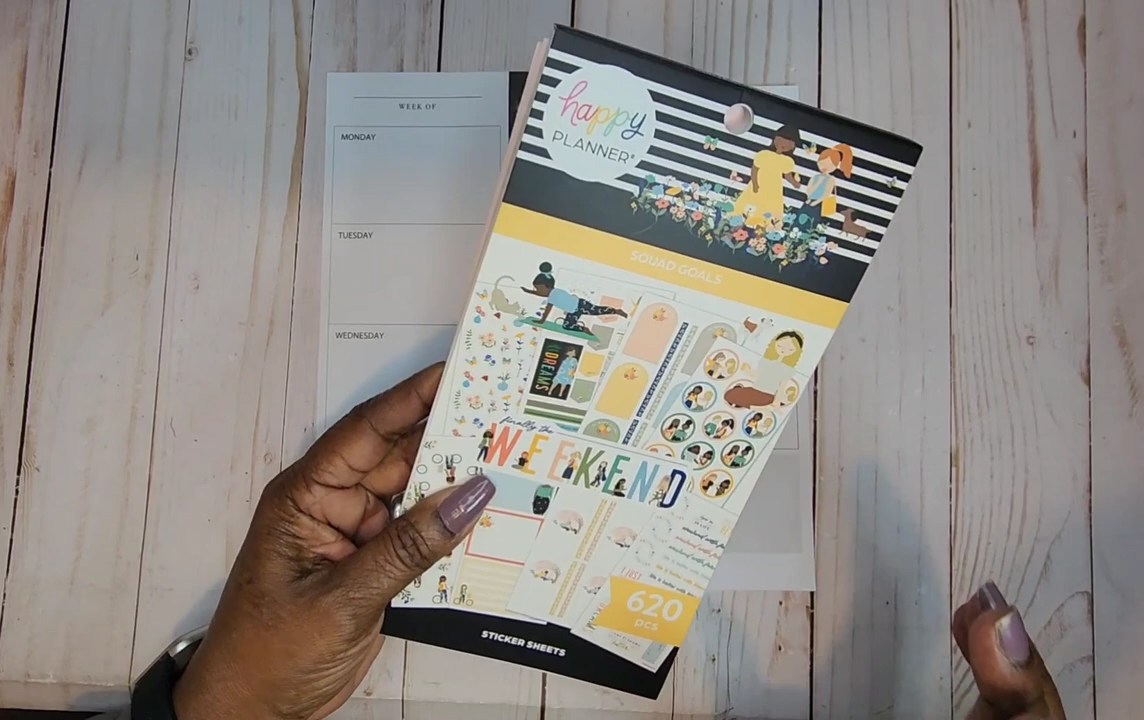 WEEK OF
MONDAY
TUESDAY
WEDNESDAY
happy
PLANNER®
SQUAD GOALS
DREAMS
finally the
WEEKEND
620
pcs
STICKER SHEETS